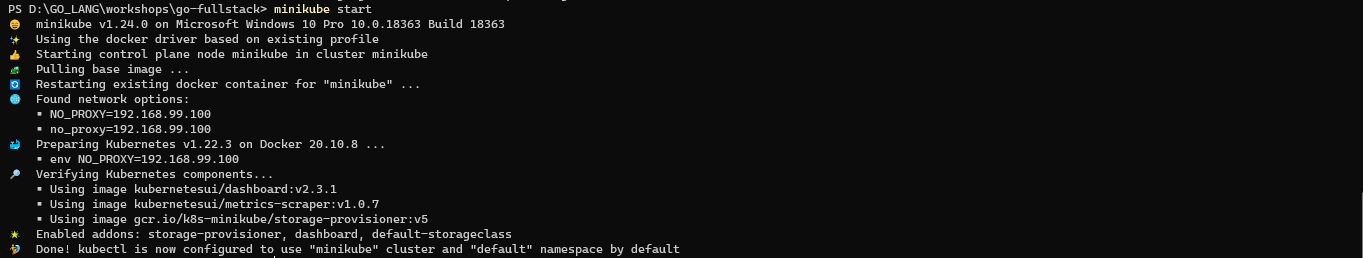 PS D:\GO_LANG\workshops\go-fullstack> minikube start
😄 minikube v1.24.0 on Microsoft Windows 10 Pro 10.0.18363 Build 18363
✨ Using the docker driver based on existing profile
👍 Starting control plane node minikube in cluster minikube
🚜 Pulling base image ...
🔄 Restarting existing docker container for "minikube" ...
🌐 Found network options:
▪ NO_PROXY=192.168.99.100
▪ no_proxy=192.168.99.100
🐳 Preparing Kubernetes v1.22.3 on Docker 20.10.8 ...
▪ env NO_PROXY=192.168.99.100
🔎 Verifying Kubernetes components...
▪ Using image kubernetesui/dashboard:v2.3.1
▪ Using image kubernetesui/metrics-scraper:v1.0.7
▪ Using image gcr.io/k8s-minikube/storage-provisioner:v5
🌟 Enabled addons: storage-provisioner, dashboard, default-storageclass
🏄 Done! kubectl is now configured to use "minikube" cluster and "default" namespace by default